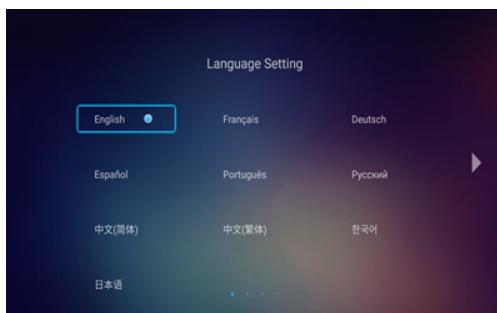 Language Setting
English Français Deutsch
Español Português Русский
中文(简体) 中文(繁体) 한국어
日本语